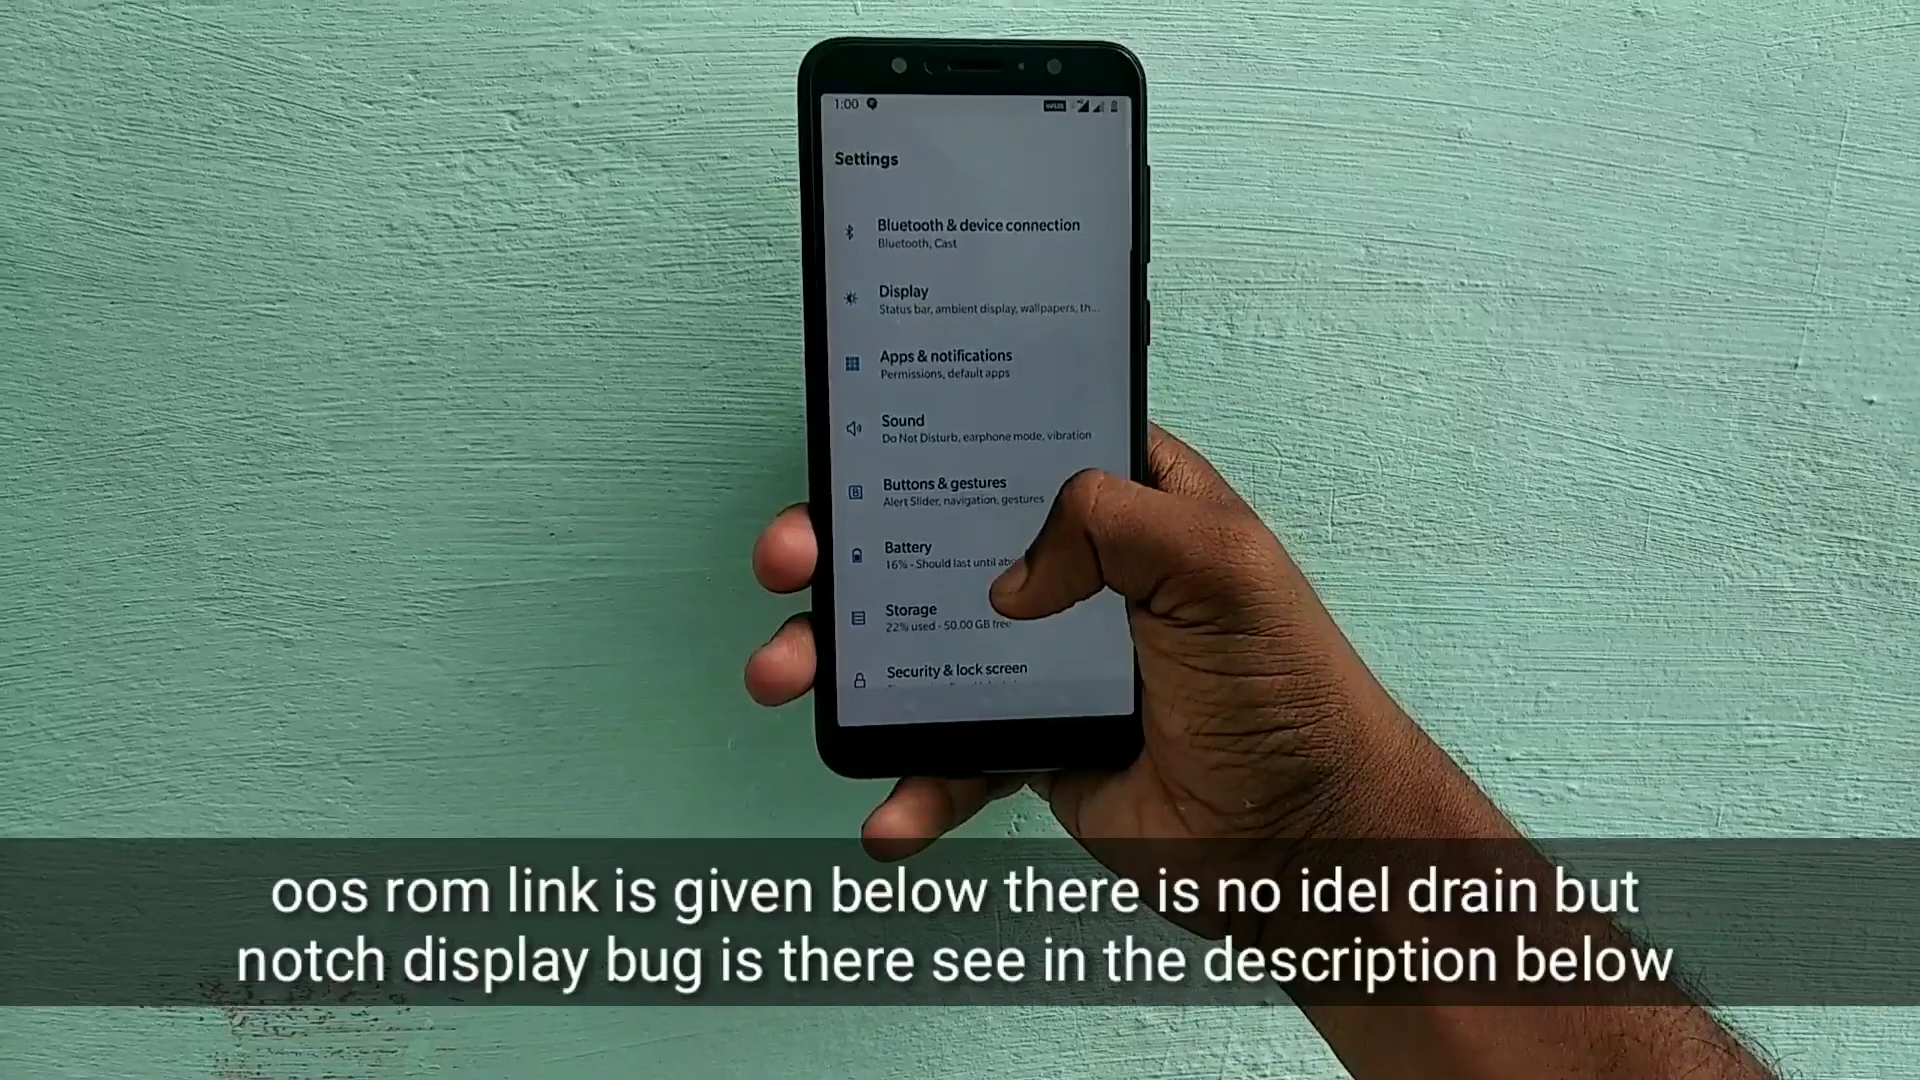 1:00
VoLTE
Settings
Bluetooth & device connection
Bluetooth, Cast
Display
Status bar, ambient display, wallpapers, th...
Apps & notifications
Permissions, default apps
Sound
Do Not Disturb, earphone mode, vibration
Buttons & gestures
Alert Slider, navigation, gestures
Battery
16% - Should last until abo
Storage
22% used - 50.00 GB free
Security & lock screen
oos rom link is given below there is no idel drain but
notch display bug is there see in the description below